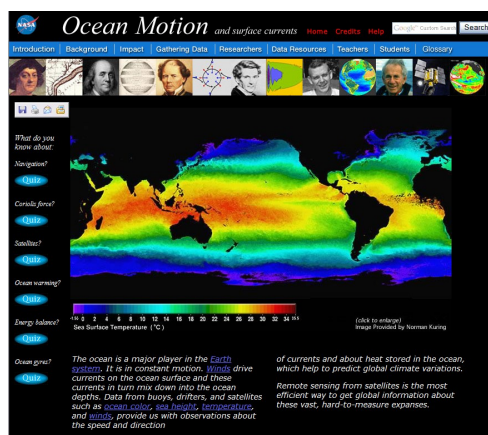 NASA
Ocean Motion and surface currents
Home Credits Help
Google™ Custom Search
Search
Introduction Background Impact Gathering Data Researchers Data Resources Teachers Students Glossary
What do you
know about:
Navigation?
Quiz
Coriolis force?
Quiz
Satellites?
Quiz
Ocean warming?
Quiz
Energy balance?
Quiz
Ocean gyres?
Quiz
0 2 4 6 8 10 12 14 16 18 20 22 24 26 28 30 32 34
Sea Surface Temperature (°C)
(click to enlarge)
Image Provided by Norman Kuring
The ocean is a major player in the Earth
system. It is in constant motion. Winds drive
currents on the ocean surface and these
currents in turn mix down into the ocean
depths. Data from buoys, drifters, and satellites
such as ocean color, sea height, temperature,
and winds, provide us with observations about
the speed and direction
of currents and about heat stored in the ocean,
which help to predict global climate variations.
Remote sensing from satellites is the most
efficient way to get global information about
these vast, hard-to-measure expanses.